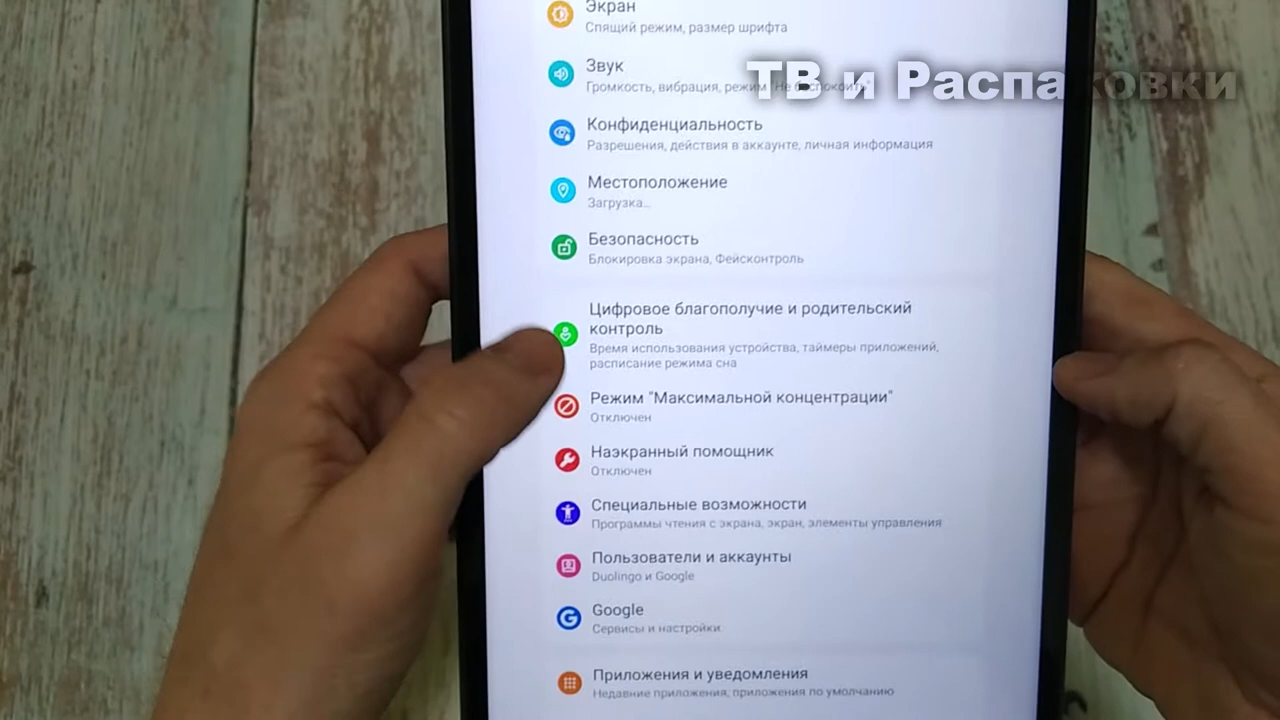 Экран
Спящий режим, размер шрифта
Звук
Громкость, вибрация, режим "Не беспокоить"
ТВ и Распаковки
Конфиденциальность
Разрешения, действия в аккаунте, личная информация
Местоположение
Загрузка...
Безопасность
Блокировка экрана, Фейсконтроль
Цифровое благополучие и родительский
контроль
Время использования устройства, таймеры приложений,
расписание режима сна
Режим "Максимальной концентрации"
Отключен
Наэкранный помощник
Отключен
Специальные возможности
Программы чтения с экрана, экран, элементы управления
Пользователи и аккаунты
Duolingo и Google
Google
Сервисы и настройки
Приложения и уведомления
Недавние приложения, приложения по умолчанию